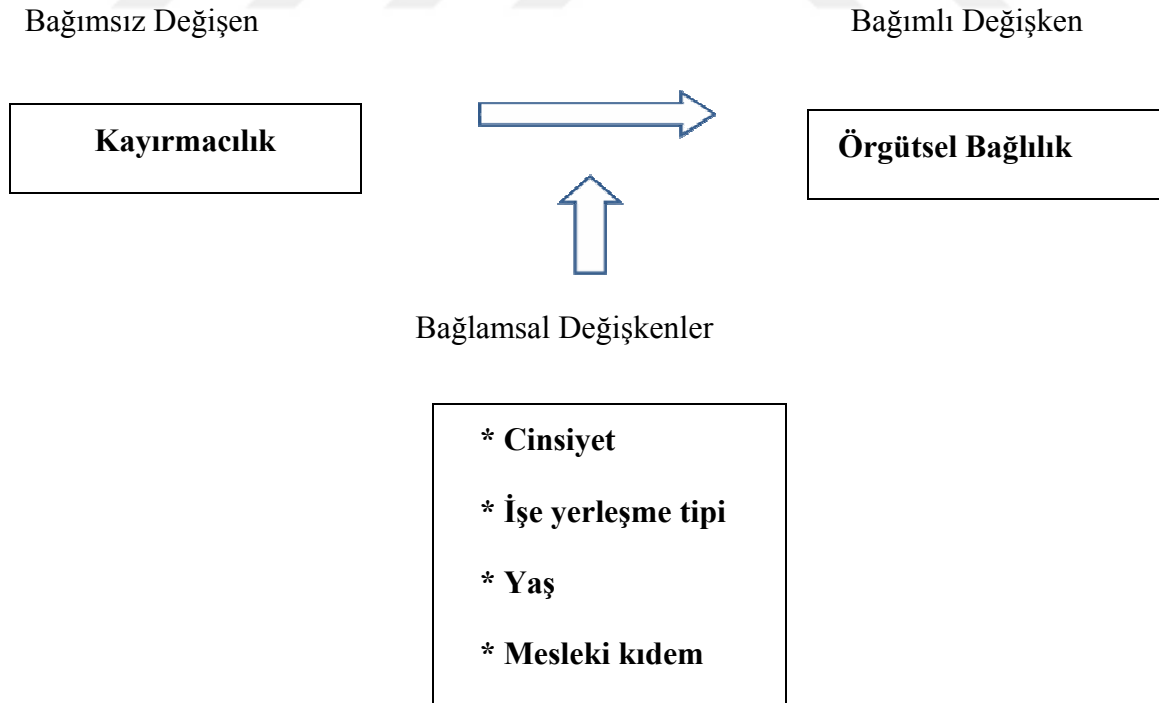 Bağımsız Değişen
Bağımlı Değişken
Kayırmacılık
Örgütsel Bağlılık
Bağlamsal Değişkenler
* Cinsiyet
* İşe yerleşme tipi
* Yaş
* Mesleki kıdem